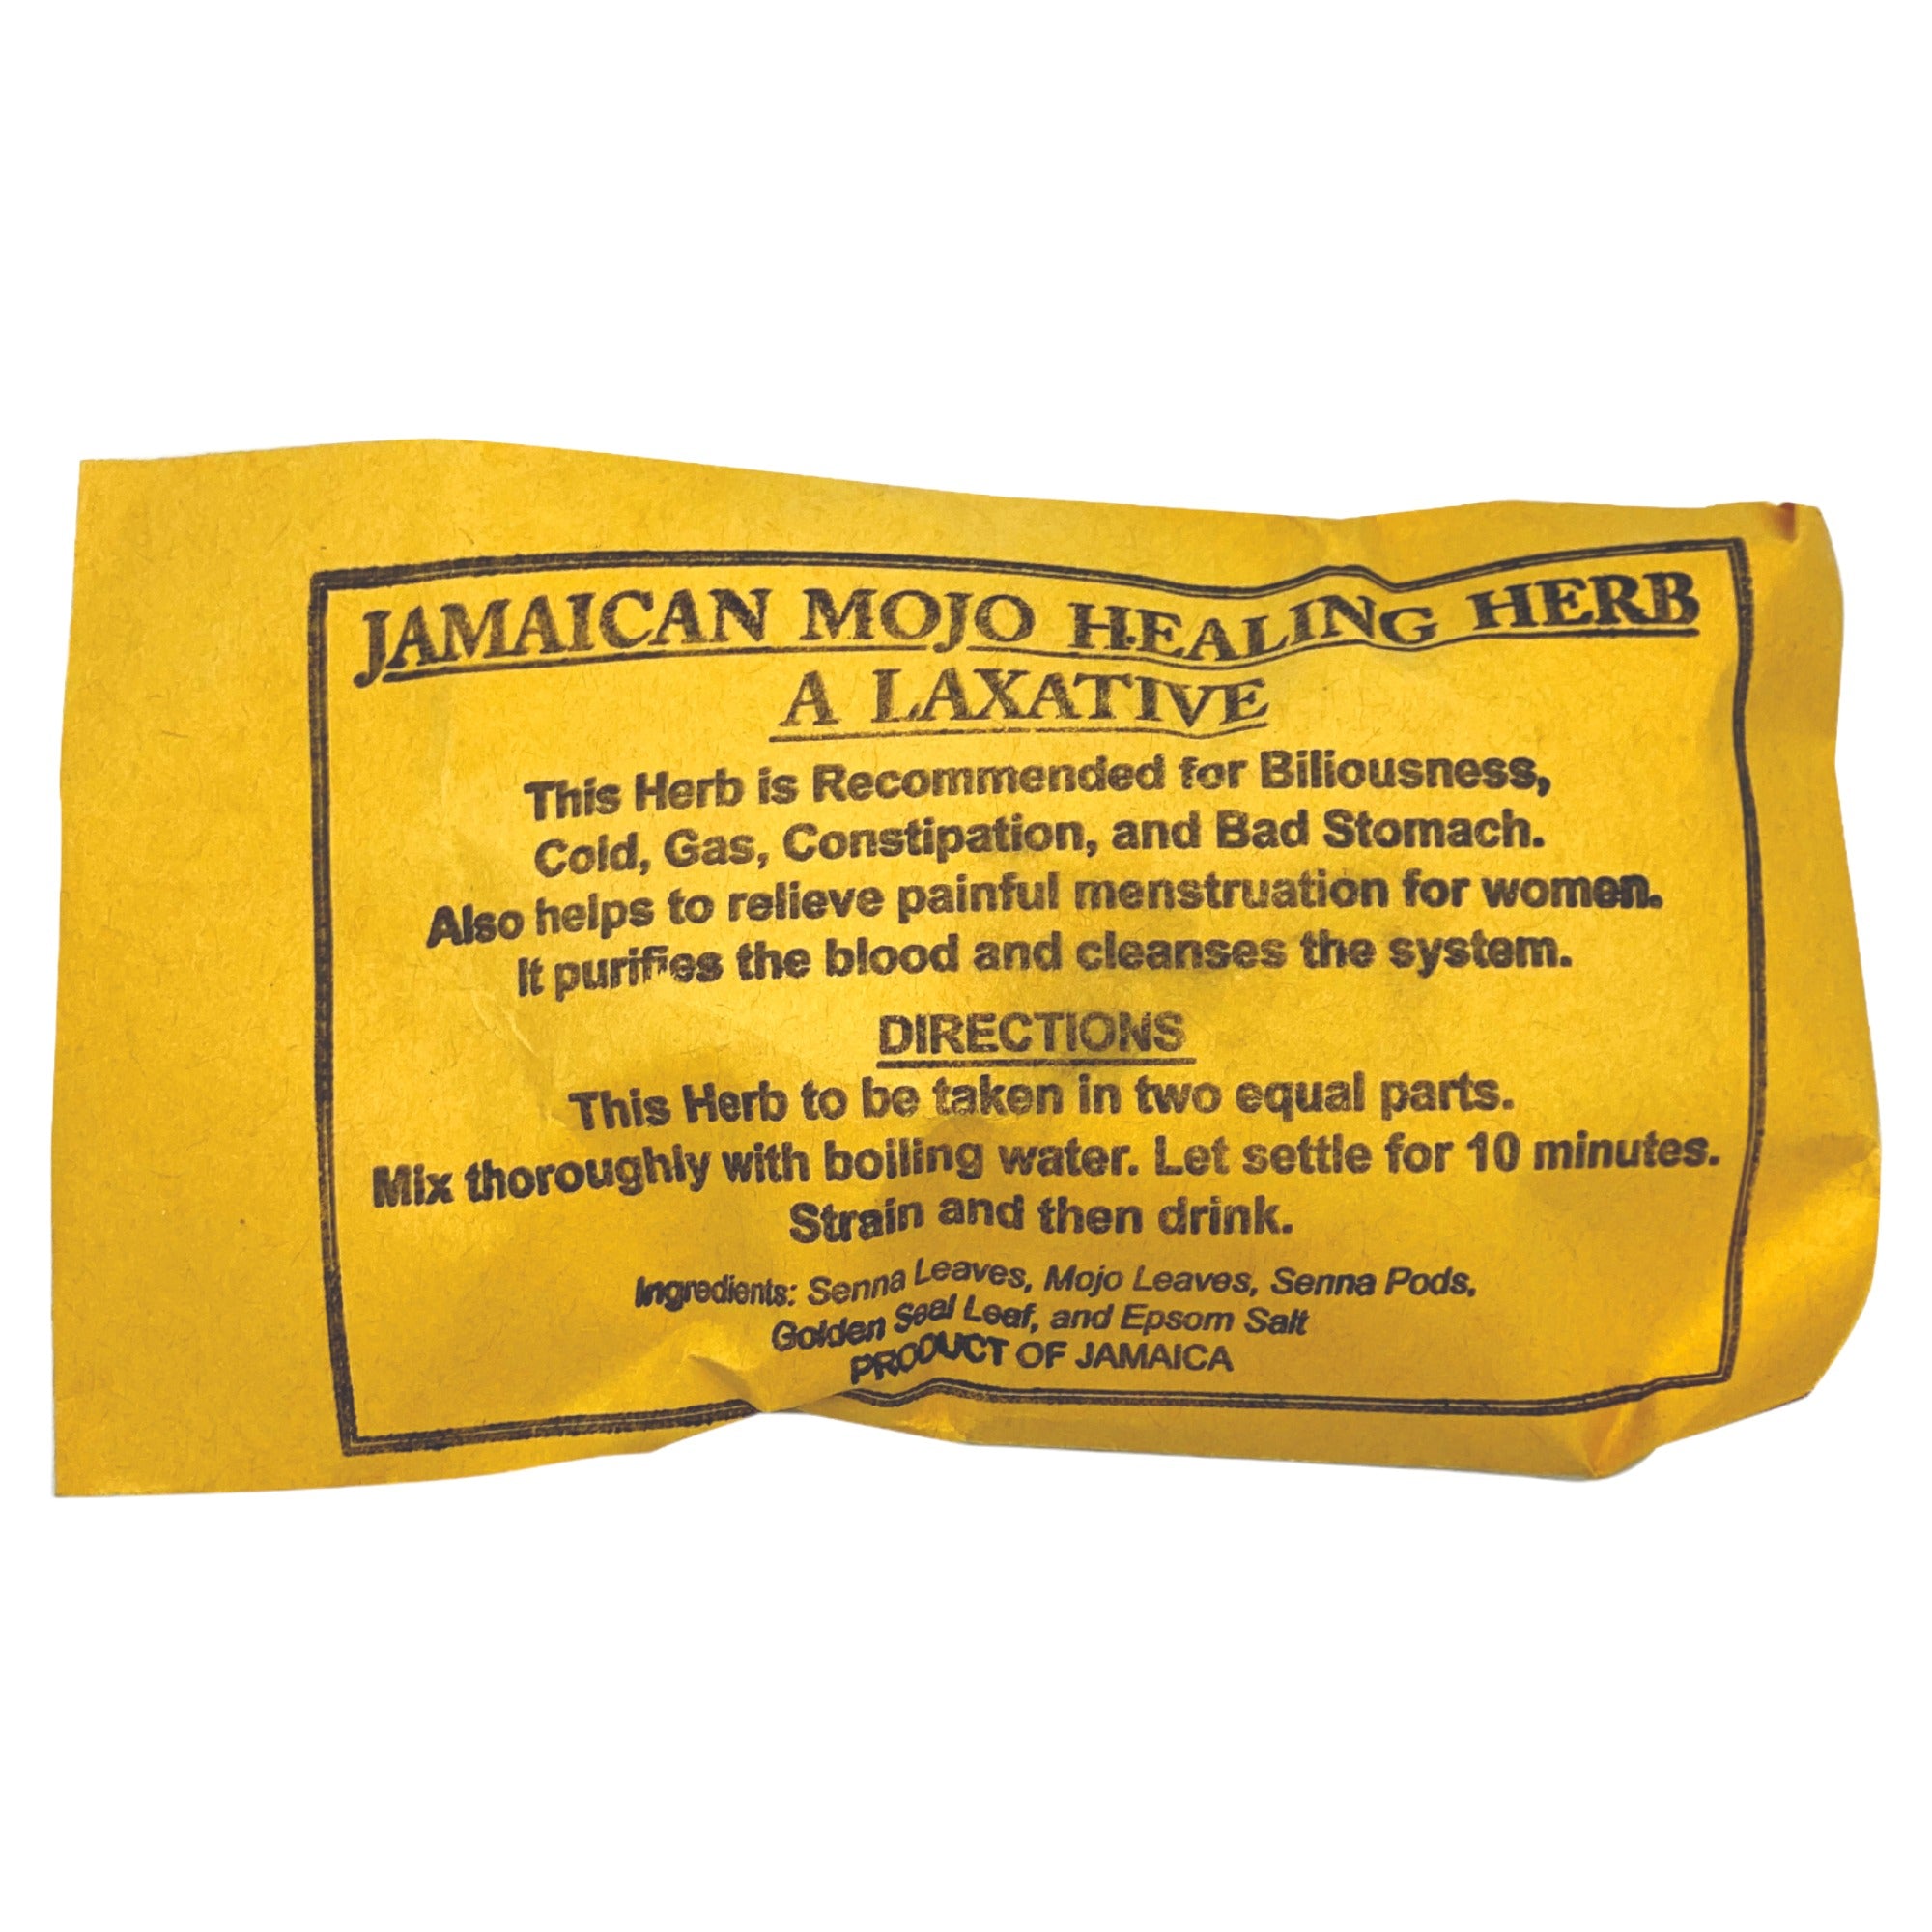 JAMAICAN MOJO HEALING HERB
A LAXATIVE
This Herb is Recommended for Biliousness,
Cold, Gas, Constipation, and Bad Stomach.
Also helps to relieve painful menstruation for women.
It purifies the blood and cleanses the system.
DIRECTIONS
This Herb to be taken in two equal parts.
Mix thoroughly with boiling water. Let settle for 10 minutes.
Strain and then drink.
Ingredients: Senna Leaves, Mojo Leaves, Senna Pods,
Golden Seal Leaf, and Epsom Salt
PRODUCT OF JAMAICA